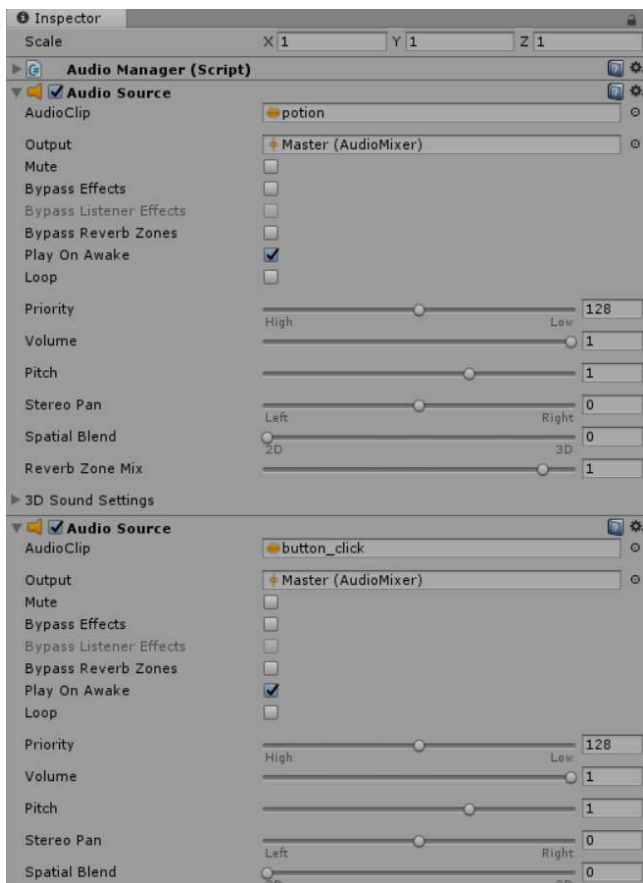 Inspector
Scale X 1 Y 1 Z 1
Audio Manager (Script)
Audio Source
AudioClip potion
Output Master (AudioMixer)
Mute
Bypass Effects
Bypass Listener Effects
Bypass Reverb Zones
Play On Awake
Loop
Priority 128
High Low
Volume 1
Pitch 1
Stereo Pan 0
Left Right
Spatial Blend 0
2D 3D
Reverb Zone Mix 1
3D Sound Settings
Audio Source
AudioClip button_click
Output Master (AudioMixer)
Mute
Bypass Effects
Bypass Listener Effects
Bypass Reverb Zones
Play On Awake
Loop
Priority 128
High Low
Volume 1
Pitch 1
Stereo Pan 0
Left Right
Spatial Blend 0